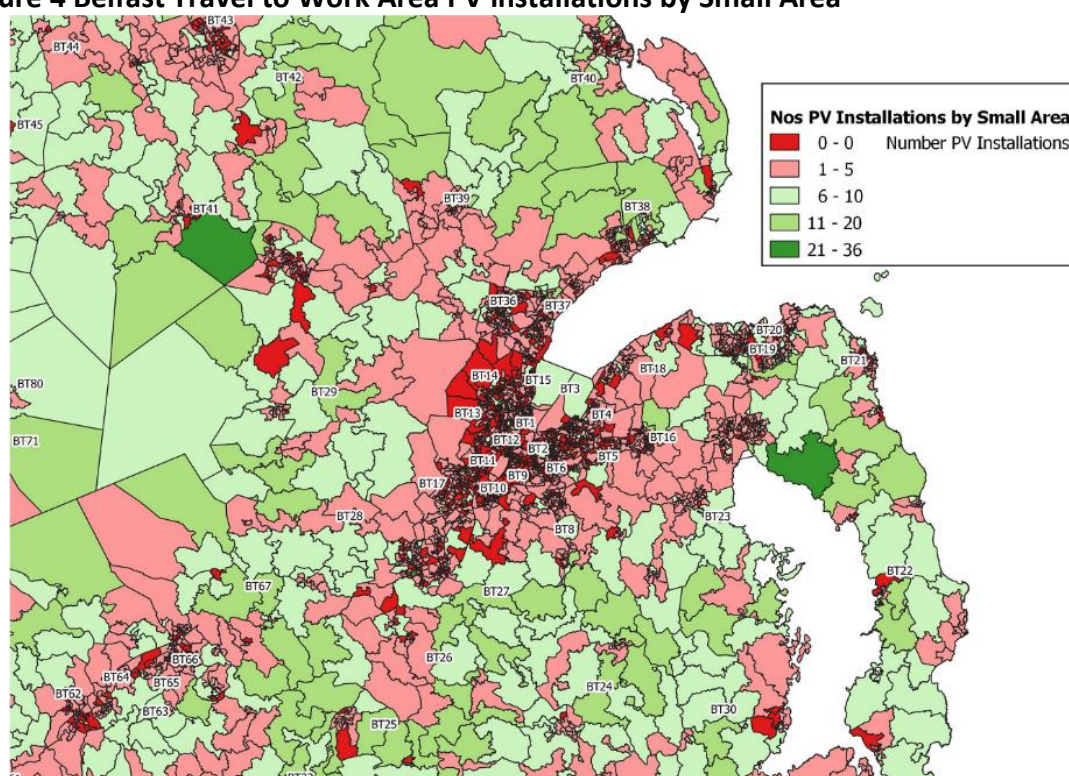 ure 4 Belfast Travel to Work Area PV Installations by Small Area
BT43
BT44
BT42
BT40
BT45
Nos PV Installations by Small Area
0 - 0 Number PV Installations
1 - 5
6 - 10
11 - 20
21 - 36
BT39
BT41
BT38
BT36
BT37
BT20
BT19
BT21
BT18
BT14
BT15
BT3
BT80
BT29
BT13
BT4
BT1
BT71
BT12
BT16
BT2
BT5
BT11
BT6
BT9
BT17
BT10
BT28
BT23
BT8
BT22
BT67
BT27
BT66
BT26
BT64
BT65
BT24
BT62
BT63
BT30
BT25